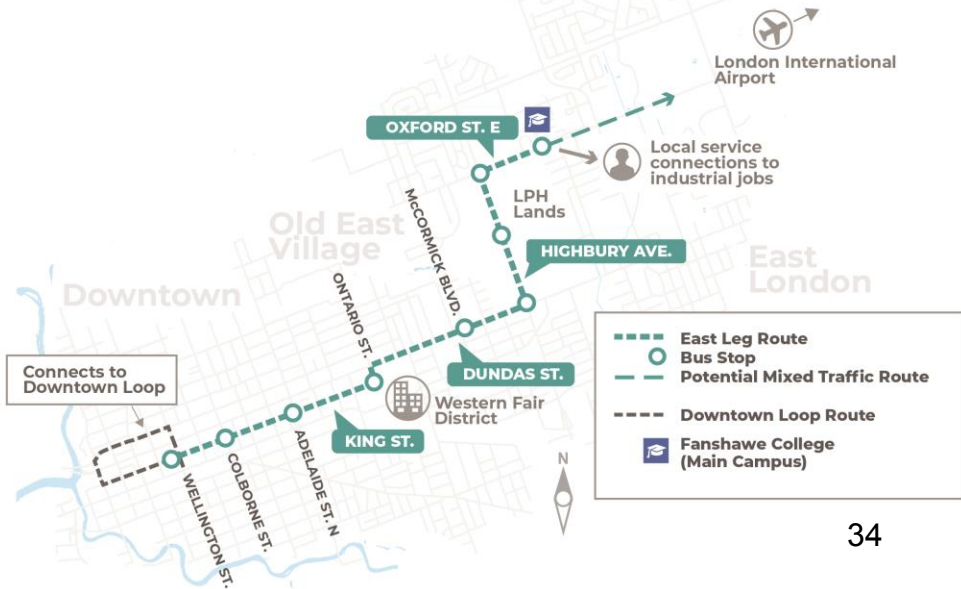 London International
Airport
OXFORD ST. E
Local service
connections to
industrial jobs
LPH
Lands
McCORMICK BLVD.
Old East
Village
HIGHBURY AVE.
East
London
Downtown
ONTARIO ST.
DUNDAS ST.
Connects to
Downtown Loop
Western Fair
District
KING ST.
WELLINGTON ST.
COLBORNE ST.
ADELAIDE ST. N
N
East Leg Route
Bus Stop
Potential Mixed Traffic Route
Downtown Loop Route
Fanshawe College
(Main Campus)
34